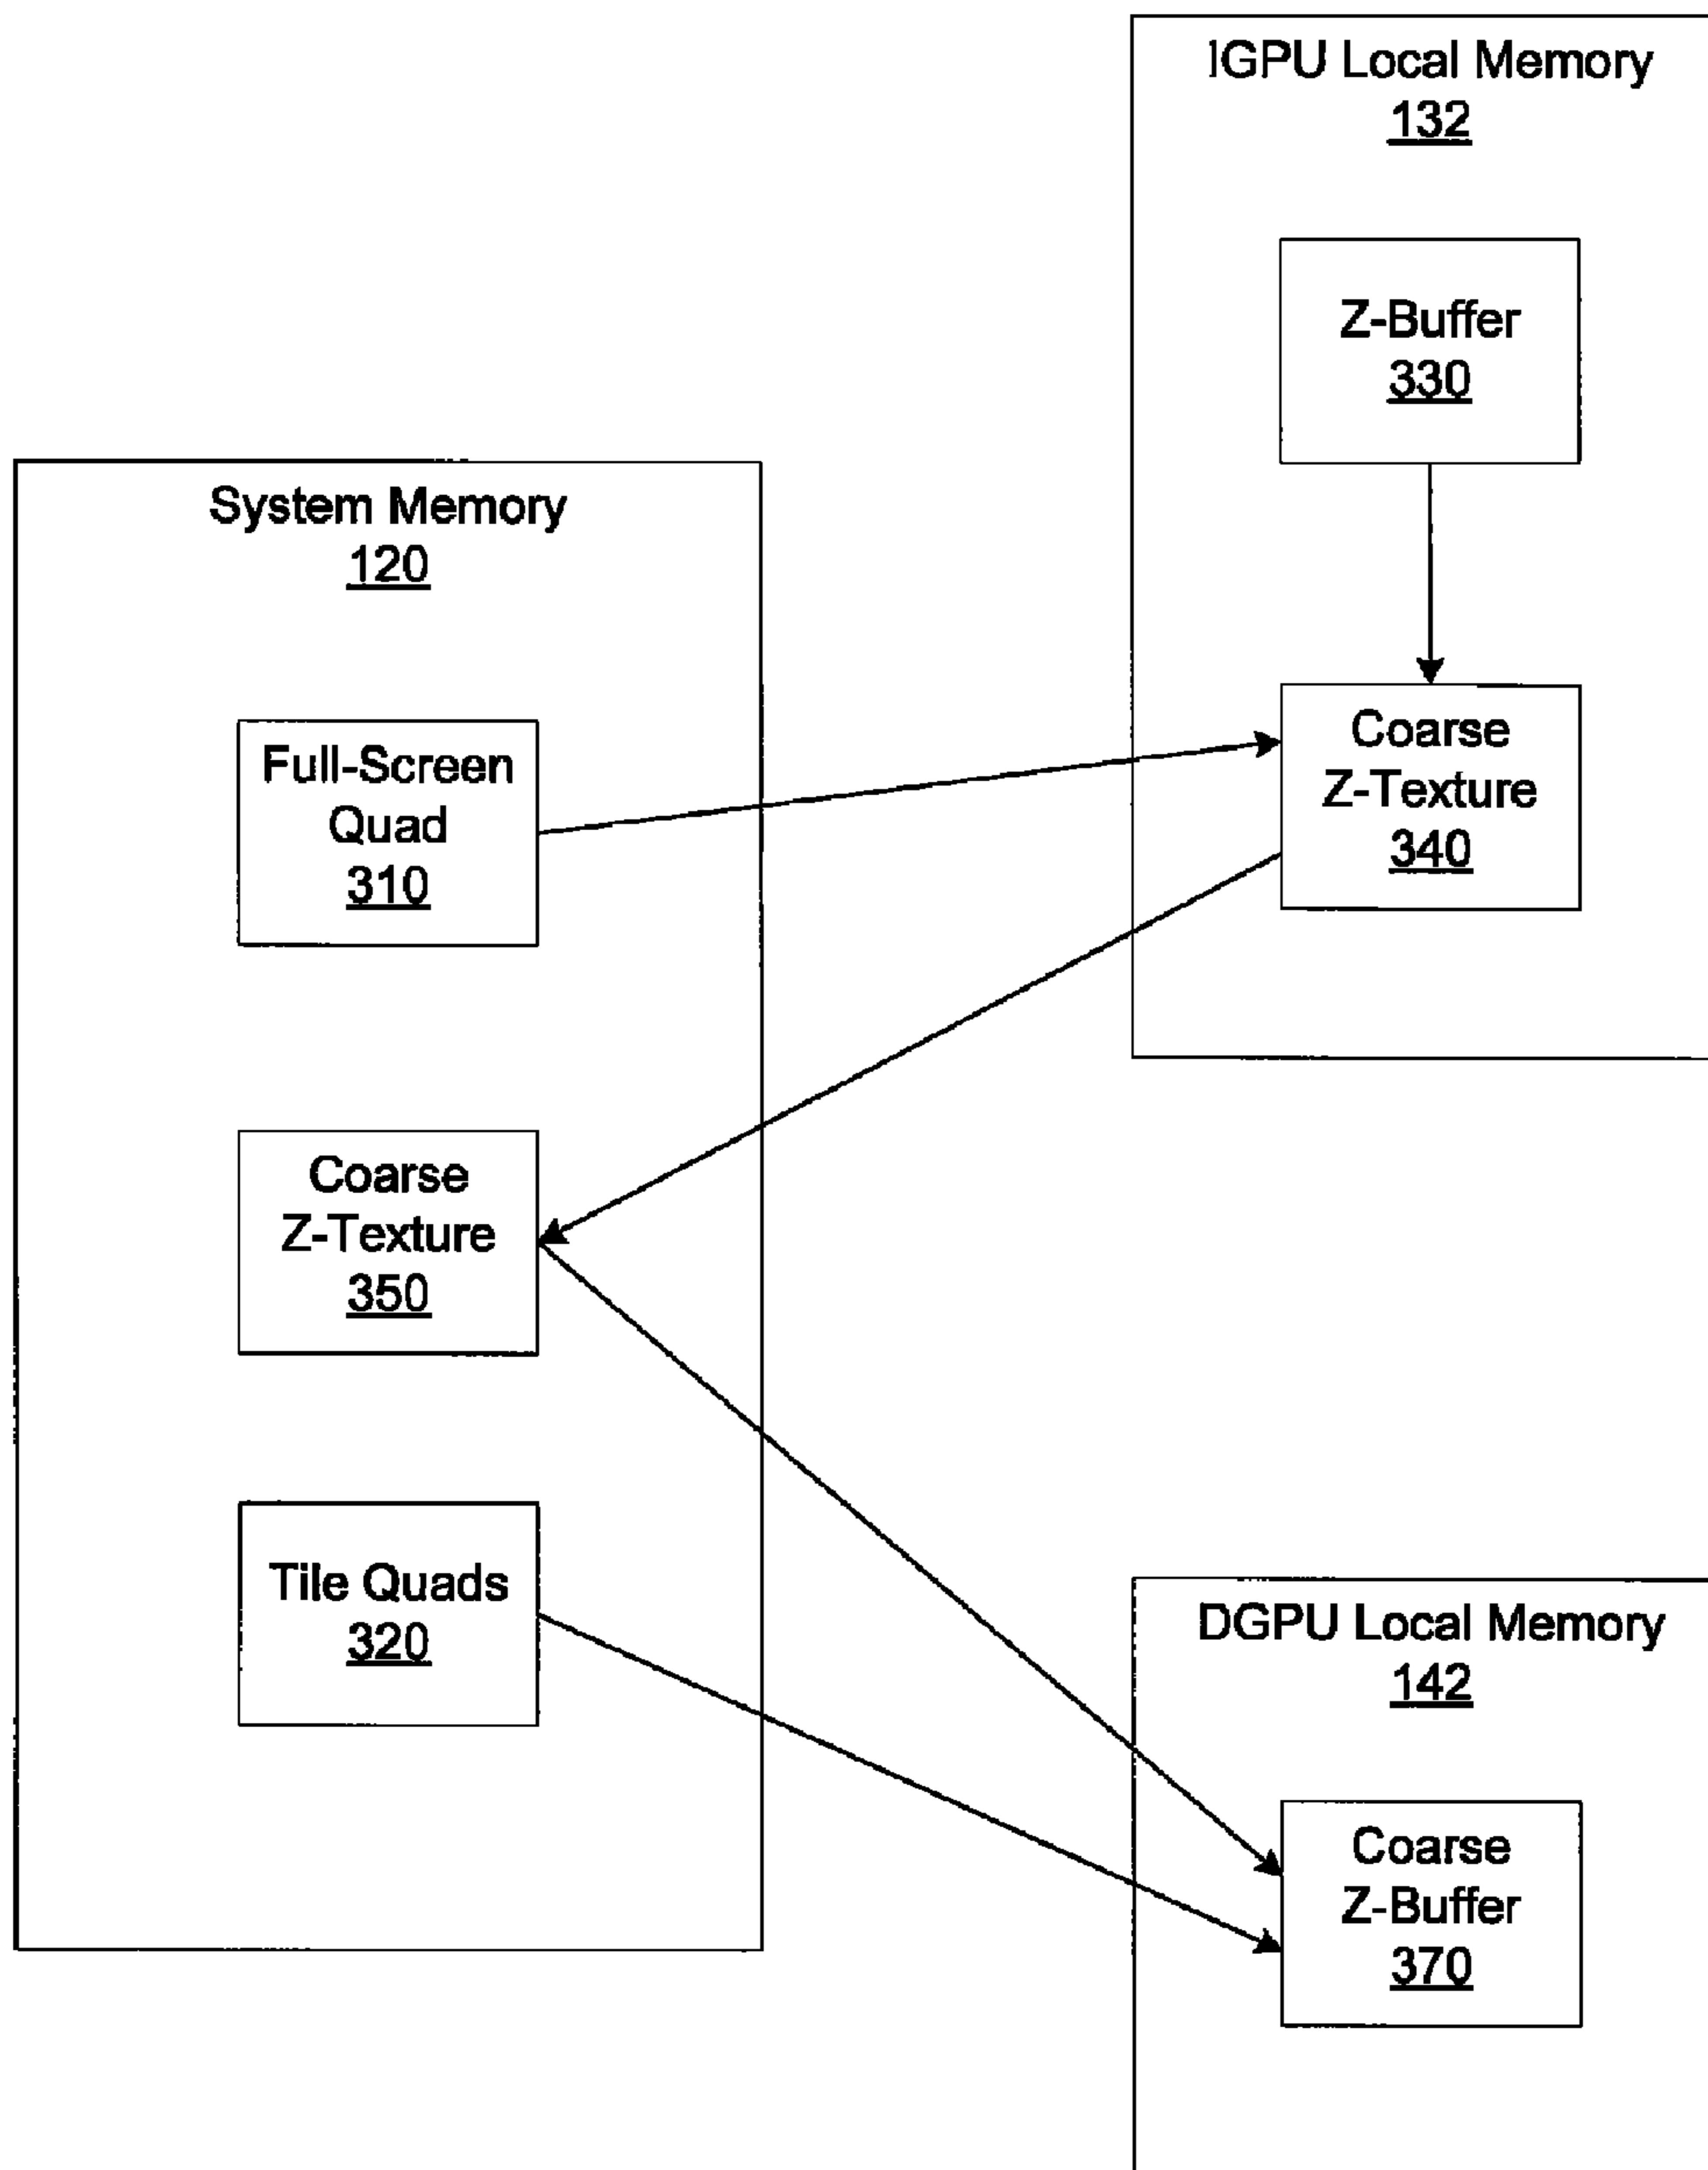 IGPU Local Memory
132
Z-Buffer
330
System Memory
120
Coarse
Z-Texture
340
Full-Screen
Quad
310
Coarse
Z-Texture
350
Tile Quads
320
DGPU Local Memory
142
Coarse
Z-Buffer
370